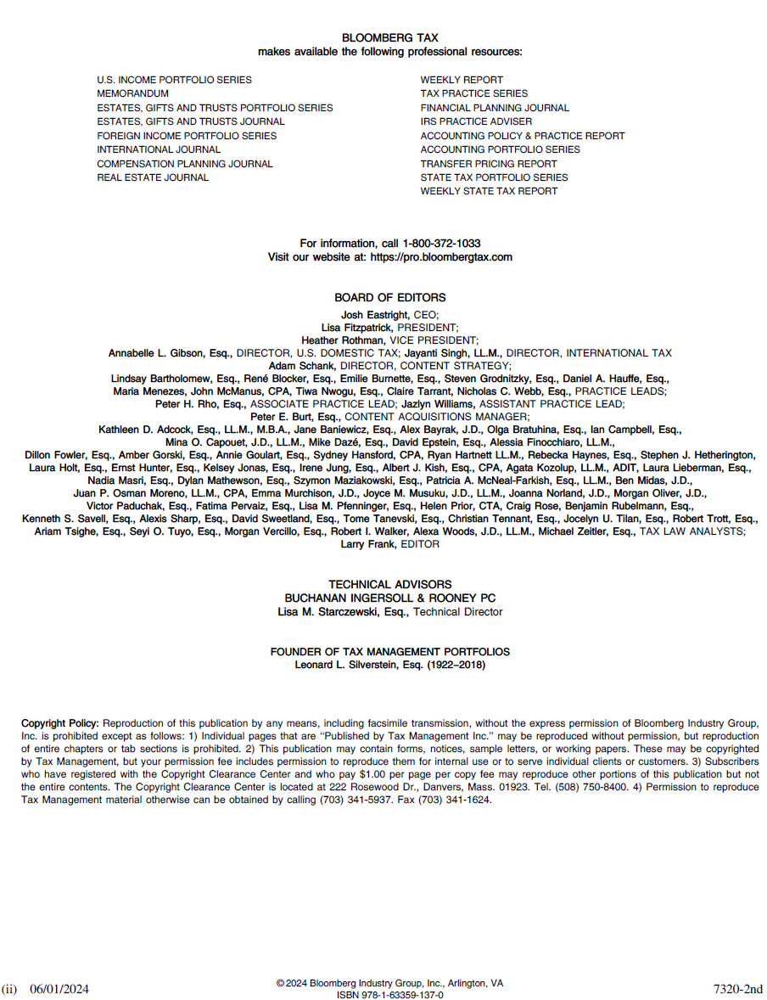 BLOOMBERG TAX
makes available the following professional resources:
U.S. INCOME PORTFOLIO SERIES
MEMORANDUM
ESTATES, GIFTS AND TRUSTS PORTFOLIO SERIES
ESTATES, GIFTS AND TRUSTS JOURNAL
FOREIGN INCOME PORTFOLIO SERIES
INTERNATIONAL JOURNAL
COMPENSATION PLANNING JOURNAL
REAL ESTATE JOURNAL
WEEKLY REPORT
TAX PRACTICE SERIES
FINANCIAL PLANNING JOURNAL
IRS PRACTICE ADVISER
ACCOUNTING POLICY & PRACTICE REPORT
ACCOUNTING PORTFOLIO SERIES
TRANSFER PRICING REPORT
STATE TAX PORTFOLIO SERIES
WEEKLY STATE TAX REPORT
For information, call 1-800-372-1033
Visit our website at: https://pro.bloombergtax.com
BOARD OF EDITORS
Josh Eastright, CEO;
Lisa Fitzpatrick, PRESIDENT;
Heather Rothman, VICE PRESIDENT;
Annabelle L. Gibson, Esq., DIRECTOR, U.S. DOMESTIC TAX; Jayanti Singh, LL.M., DIRECTOR, INTERNATIONAL TAX
Adam Schank, DIRECTOR, CONTENT STRATEGY;
Lindsay Bartholomew, Esq., René Blocker, Esq., Emilie Burnette, Esq., Steven Grodnitzky, Esq., Daniel A. Hauffe, Esq.,
Maria Menezes, John McManus, CPA, Tiwa Nwogu, Esq., Claire Tarrant, Nicholas C. Webb, Esq., PRACTICE LEADS;
Peter H. Rho, Esq., ASSOCIATE PRACTICE LEAD; Jazlyn Williams, ASSISTANT PRACTICE LEAD;
Peter E. Burt, Esq., CONTENT ACQUISITIONS MANAGER;
Kathleen D. Adcock, Esq., LL.M., M.B.A., Jane Baniewicz, Esq., Alex Bayrak, J.D., Olga Bratuhina, Esq., Ian Campbell, Esq.,
Mina O. Capouet, J.D., LL.M., Mike Dazé, Esq., David Epstein, Esq., Alessia Finocchiaro, LL.M.,
Dillon Fowler, Esq., Amber Gorski, Esq., Annie Goulart, Esq., Sydney Hansford, CPA, Ryan Hartnett LL.M., Rebecka Haynes, Esq., Stephen J. Hetherington,
Laura Holt, Esq., Ernst Hunter, Esq., Kelsey Jonas, Esq., Irene Jung, Esq., Albert J. Kish, Esq., CPA, Agata Kozolup, LL.M., ADIT, Laura Lieberman, Esq.,
Nadia Masri, Esq., Dylan Mathewson, Esq., Szymon Maziakowski, Esq., Patricia A. McNeal-Farkish, Esq., LL.M., Ben Midas, J.D.,
Juan P. Osman Moreno, LL.M., CPA, Emma Murchison, J.D., Joyce M. Musuku, J.D., LL.M., Joanna Norland, J.D., Morgan Oliver, J.D.,
Victor Paduchak, Esq., Fatima Pervaiz, Esq., Lisa M. Pfenninger, Esq., Helen Prior, CTA, Craig Rose, Benjamin Rubelmann, Esq.,
Kenneth S. Savell, Esq., Alexis Sharp, Esq., David Sweetland, Esq., Tome Tanevski, Esq., Christian Tennant, Esq., Jocelyn U. Tilan, Esq., Robert Trott, Esq.,
Ariam Tsighe, Esq., Seyi O. Tuyo, Esq., Morgan Vercillo, Esq., Robert I. Walker, Alexa Woods, J.D., LL.M., Michael Zeitler, Esq., TAX LAW ANALYSTS;
Larry Frank, EDITOR
TECHNICAL ADVISORS
BUCHANAN INGERSOLL & ROONEY PC
Lisa M. Starczewski, Esq., Technical Director
FOUNDER OF TAX MANAGEMENT PORTFOLIOS
Leonard L. Silverstein, Esq. (1922–2018)
Copyright Policy: Reproduction of this publication by any means, including facsimile transmission, without the express permission of Bloomberg Industry Group,
Inc. is prohibited except as follows: 1) Individual pages that are “Published by Tax Management Inc.” may be reproduced without permission, but reproduction
of entire chapters or tab sections is prohibited. 2) This publication may contain forms, notices, sample letters, or working papers. These may be copyrighted
by Tax Management, but your permission fee includes permission to reproduce them for internal use or to serve individual clients or customers. 3) Subscribers
who have registered with the Copyright Clearance Center and who pay $1.00 per page per copy fee may reproduce other portions of this publication but not
the entire contents. The Copyright Clearance Center is located at 222 Rosewood Dr., Danvers, Mass. 01923. Tel. (508) 750-8400. 4) Permission to reproduce
Tax Management material otherwise can be obtained by calling (703) 341-5937. Fax (703) 341-1624.
(ii) 06/01/2024
© 2024 Bloomberg Industry Group, Inc., Arlington, VA
ISBN 978-1-63359-137-0
7320-2nd